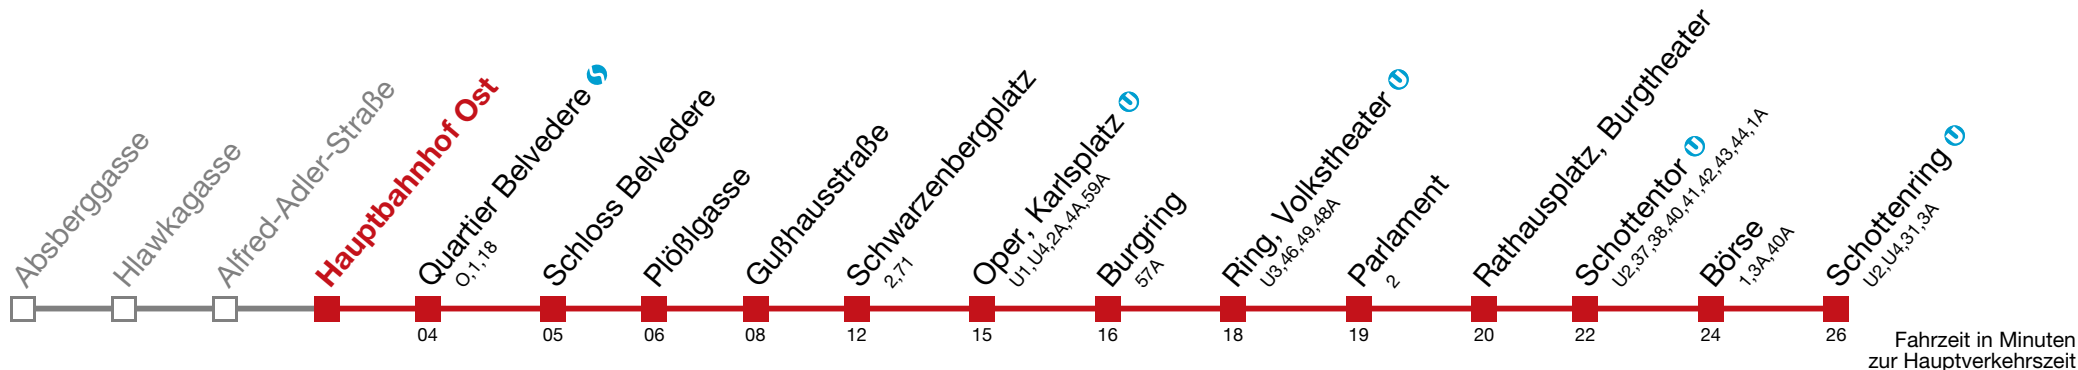 Absberggasse
Hlawkagasse
Alfred-Adler-Straße
Hauptbahnhof Ost
Quartier Belvedere
O,1,18
Schloss Belvedere
Plößlgasse
Gußhausstraße
Schwarzenbergplatz
2,71
Oper, Karlsplatz U
U1,U4,2A,4A,59A
Burgring
57A
Ring, Volkstheater U
U3,46,49,48A
Parlament
2
Rathausplatz, Burgtheater
Schottentor U
U2,37,38,40,41,42,43,44,1A
Börse
1,3A,40A
Schottenring U
U2,U4,31,3A
04 05 06 08 12 15 16 18 19 20 22 24 26
Fahrzeit in Minuten
zur Hauptverkehrszeit